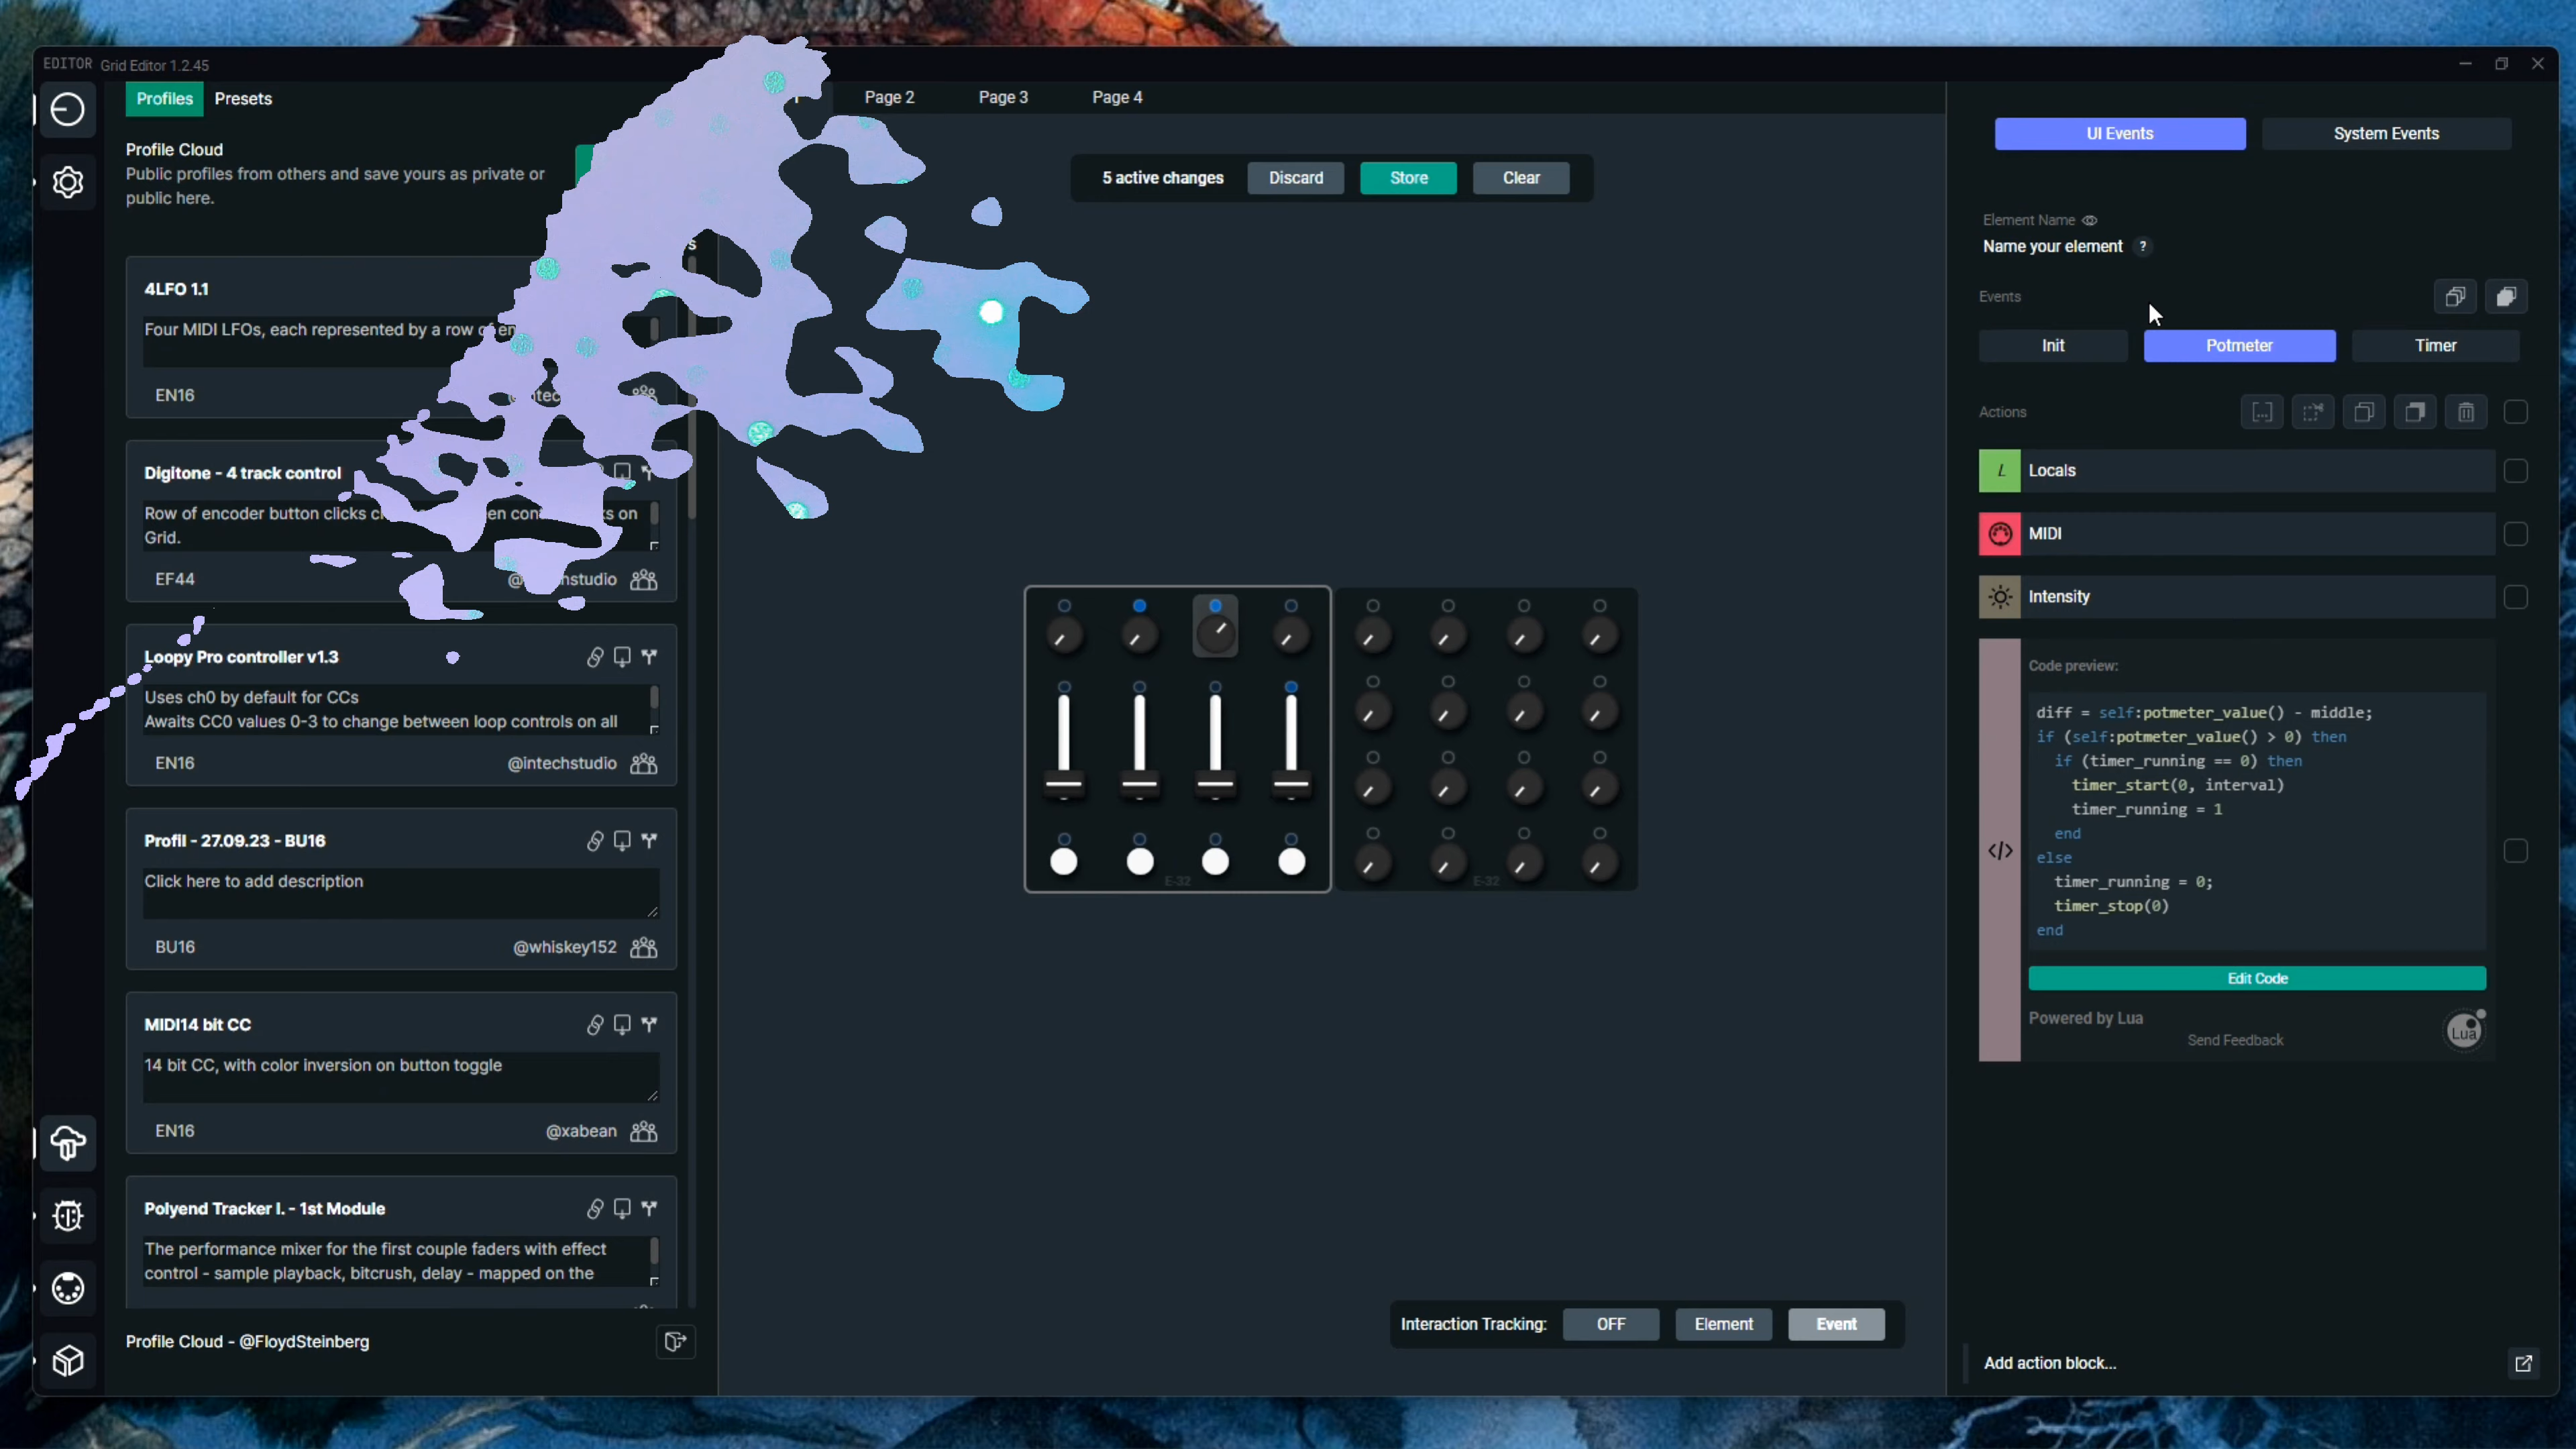 EDITOR Grid Editor 1.2.45
Profiles
Presets
Profile Cloud
Public profiles from others and save yours as private or
public here.
4LFO 1.1
Four MIDI LFOs, each represented by a row of
EN16
Digitone - 4 track control
Row of encoder button clicks
Grid.
EF44
Loopy Pro controller v1.3
Uses ch0 by default for CCs
Awaits CC0 values 0-3 to change between loop controls on all
EN16
@intechstudio
Profil - 27.09.23 - BU16
Click here to add description
BU16
@whiskey152
MIDI14 bit CC
14 bit CC, with color inversion on button toggle
EN16
@xabean
Polyend Tracker I. - 1st Module
The performance mixer for the first couple faders with effect
control - sample playback, bitcrush, delay - mapped on the
Profile Cloud - @FloydSteinberg
Page 2
Page 3
Page 4
5 active changes
Discard
Store
Clear
E-32
E-32
Interaction Tracking:
OFF
Element
Event
UI Events
System Events
Element Name
Name your element ?
Events
Init
Potmeter
Timer
Actions
L Locals
MIDI
Intensity
Code preview:
diff = self:potmeter_value() - middle;
if (self:potmeter_value() > 0) then
if (timer_running == 0) then
timer_start(0, interval)
timer_running = 1
end
else
timer_running = 0;
timer_stop(0)
end
Edit Code
Powered by Lua
Send Feedback
Lua
Add action block...